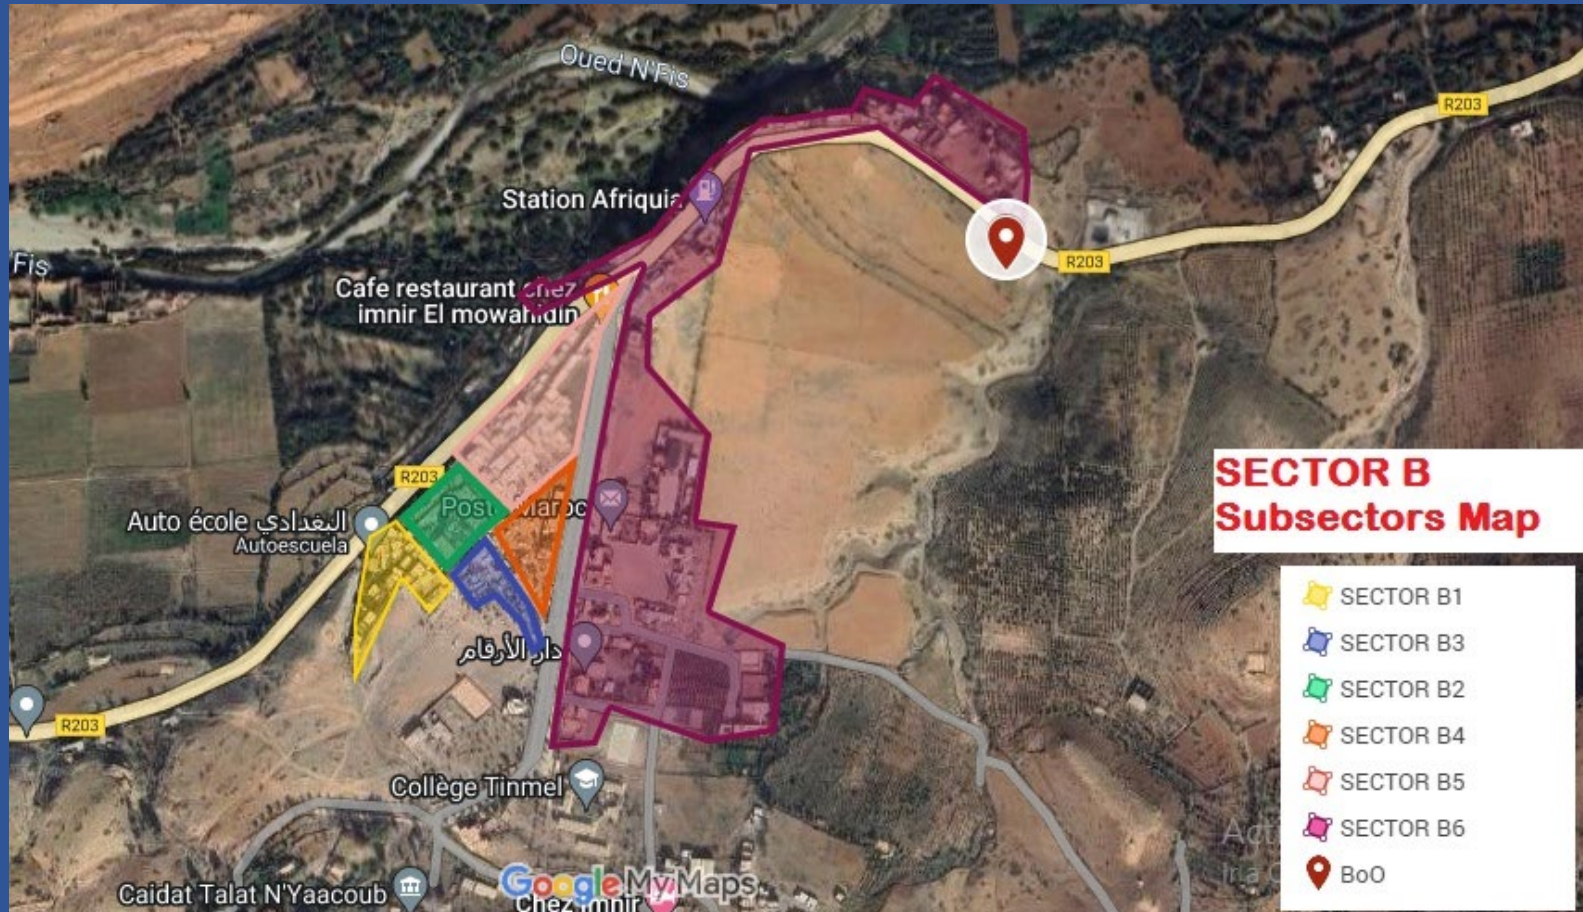 Oued N'Fis
R203
Station Afriquia
'Fis
R203
Cafe restaurant chez
imnir El mowahidin
SECTOR B
Subsectors Map
R203
Poste Maroc
Auto école البغدادي
Autoescuela
SECTOR B1
SECTOR B3
دار الأرقام
SECTOR B2
R203
SECTOR B4
Collège Tinmel
SECTOR B5
SECTOR B6
BoO
Caidat Talat N'Yaacoub
Google My Maps
Chez Imnir